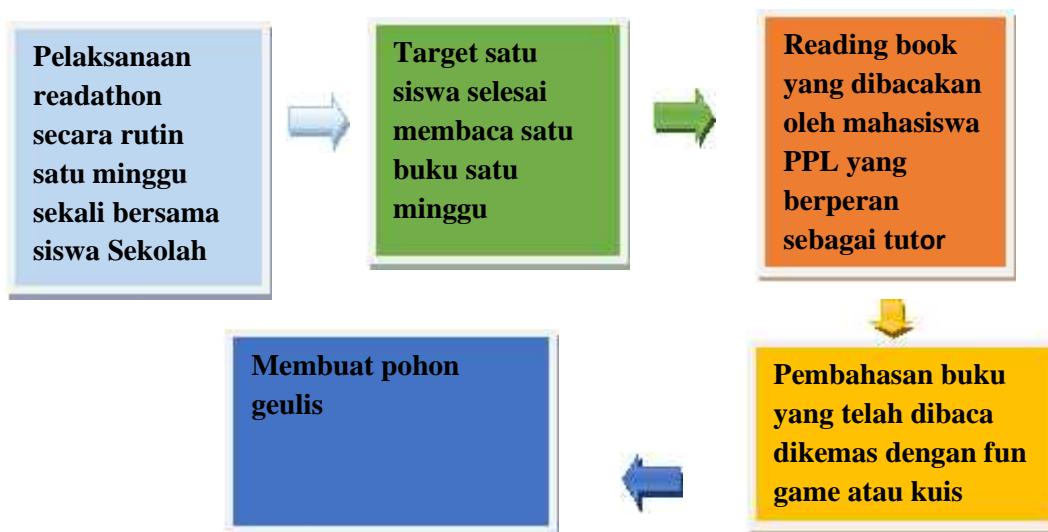 Pelaksanaan
readathon
secara rutin
satu minggu
sekali bersama
siswa Sekolah
Target satu
siswa selesai
membaca satu
buku satu
minggu
Reading book
yang dibacakan
oleh mahasiswa
PPL yang
berperan
sebagai tutor
Pembahasan buku
yang telah dibaca
dikemas dengan fun
game atau kuis
Membuat pohon
geulis